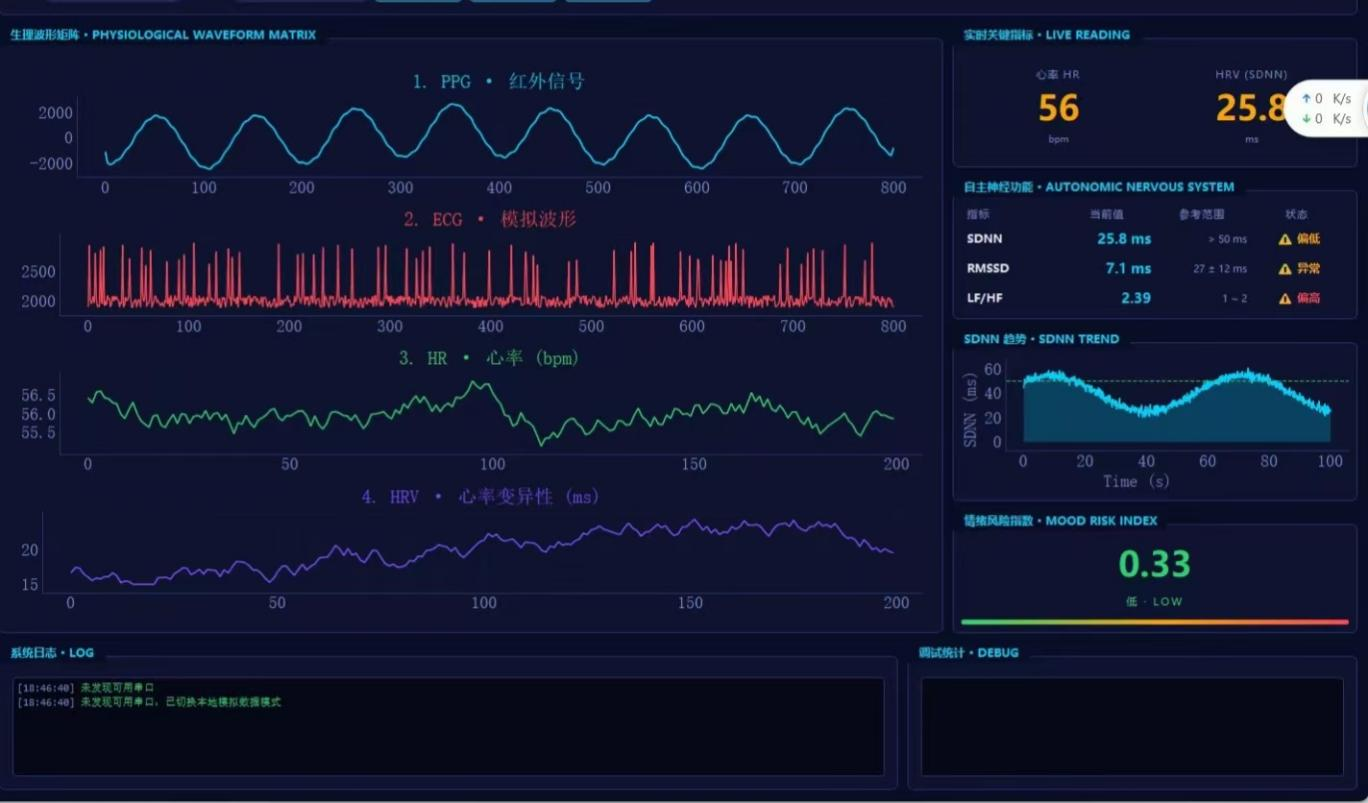 生理波形矩阵 • PHYSIOLOGICAL WAVEFORM MATRIX
1. PPG • 红外信号
2000
0
−2000
0 100 200 300 400 500 600 700 800
2. ECG • 模拟波形
2500
2000
0 100 200 300 400 500 600 700 800
3. HR • 心率 (bpm)
56.5
56.0
55.5
0 50 100 150 200
4. HRV • 心率变异性 (ms)
20
15
0 50 100 150 200
实时关键指标 • LIVE READING
心率 HR HRV (SDNN)
56 25.8
bpm ms
↑ 0 K/s
↓ 0 K/s
自主神经功能 • AUTONOMIC NERVOUS SYSTEM
指标 当前值 参考范围 状态
SDNN 25.8 ms > 50 ms 偏低
RMSSD 7.1 ms 27 ± 12 ms 异常
LF/HF 2.39 1 ~ 2 偏高
SDNN 趋势 • SDNN TREND
SDNN (ms)
60
40
20
0
0 20 40 60 80 100
Time (s)
情绪风险指数 • MOOD RISK INDEX
0.33
低 · LOW
系统日志 • LOG
[18:46:40] 未发现可用串口
[18:46:40] 未发现可用串口，已切换本地模拟数据模式
调试统计 • DEBUG